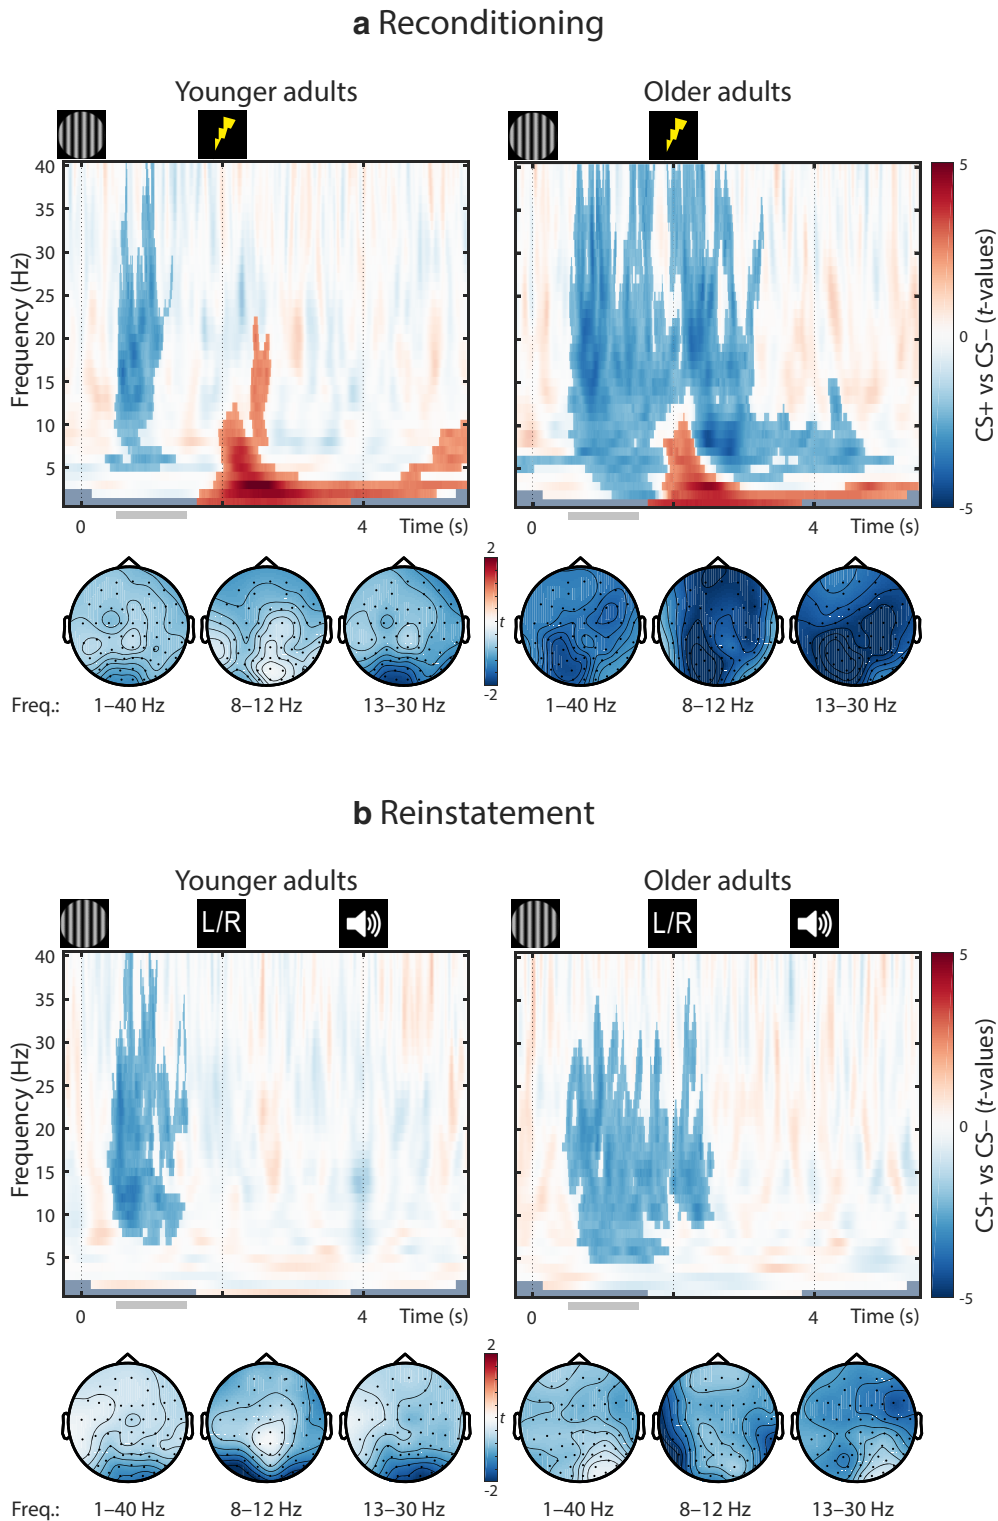 a Reconditioning
Younger adults
Older adults
40
35
30
25
20
15
10
5
Frequency (Hz)
0
4
Time (s)
0
4
Time (s)
5
0
-5
CS+ vs CS− (t-values)
2
t
-2
Freq.:
1–40 Hz
8–12 Hz
13–30 Hz
1–40 Hz
8–12 Hz
13–30 Hz
b Reinstatement
Younger adults
Older adults
L/R
L/R
40
35
30
25
20
15
10
5
Frequency (Hz)
0
4
Time (s)
0
4
Time (s)
5
0
-5
CS+ vs CS− (t-values)
2
t
-2
Freq.:
1–40 Hz
8–12 Hz
13–30 Hz
1–40 Hz
8–12 Hz
13–30 Hz